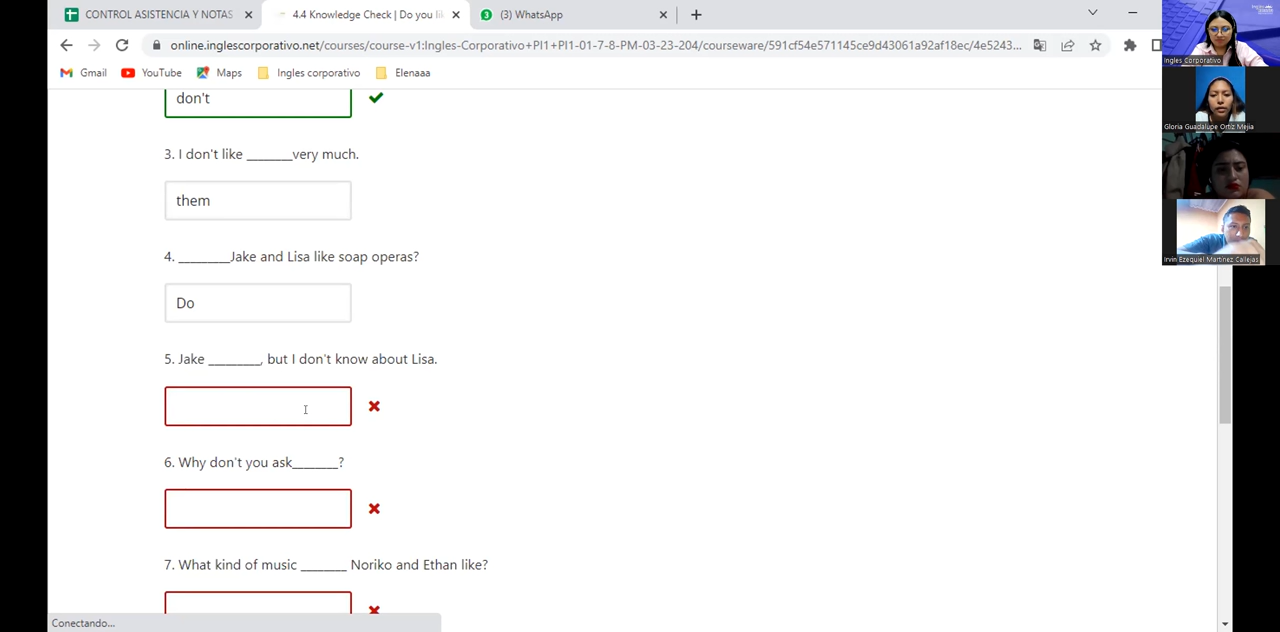 CONTROL ASISTENCIA Y NOTAS
4.4 Knowledge Check | Do you li
(3) WhatsApp
online.inglescorporativo.net/courses/course-v1:Ingles-Corporativo+PI1+PI1-01-7-8-PM-03-23-204/courseware/591cf54e571145ce9d43061a92af18ec/4e5243...
Gmail
YouTube
Maps
Ingles corporativo
Elenaaa
Ingles Corporativo
Gloria Guadalupe Ortiz Mejia
Irvin Ezequiel Martinez Callejas
don't
3. I don't like _______very much.
them
4. ________Jake and Lisa like soap operas?
Do
5. Jake ________, but I don't know about Lisa.
6. Why don't you ask_______?
7. What kind of music _______ Noriko and Ethan like?
Conectando...